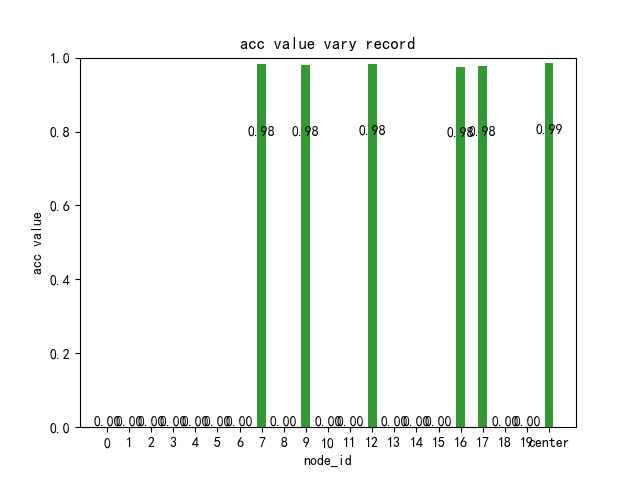 acc value vary record
acc value
1.0
0.8
0.6
0.4
0.2
0.0
0.98 0.98 0.98 0.98 0.98 0.99
0.00 0.00 0.00 0.00 0.00 0.00 0.00 0.00 0.00 0.00 0.00 0.00 0.00 0.00 0.00
0 1 2 3 4 5 6 7 8 9 10 11 12 13 14 15 16 17 18 19 center
node_id